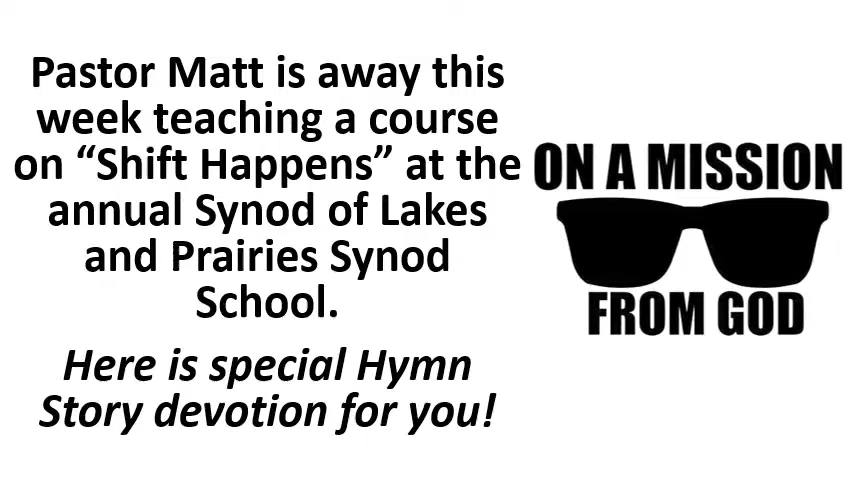 Pastor Matt is away this
week teaching a course
on “Shift Happens” at the
annual Synod of Lakes
and Prairies Synod
School.
Here is special Hymn
Story devotion for you!
ON A MISSION
FROM GOD